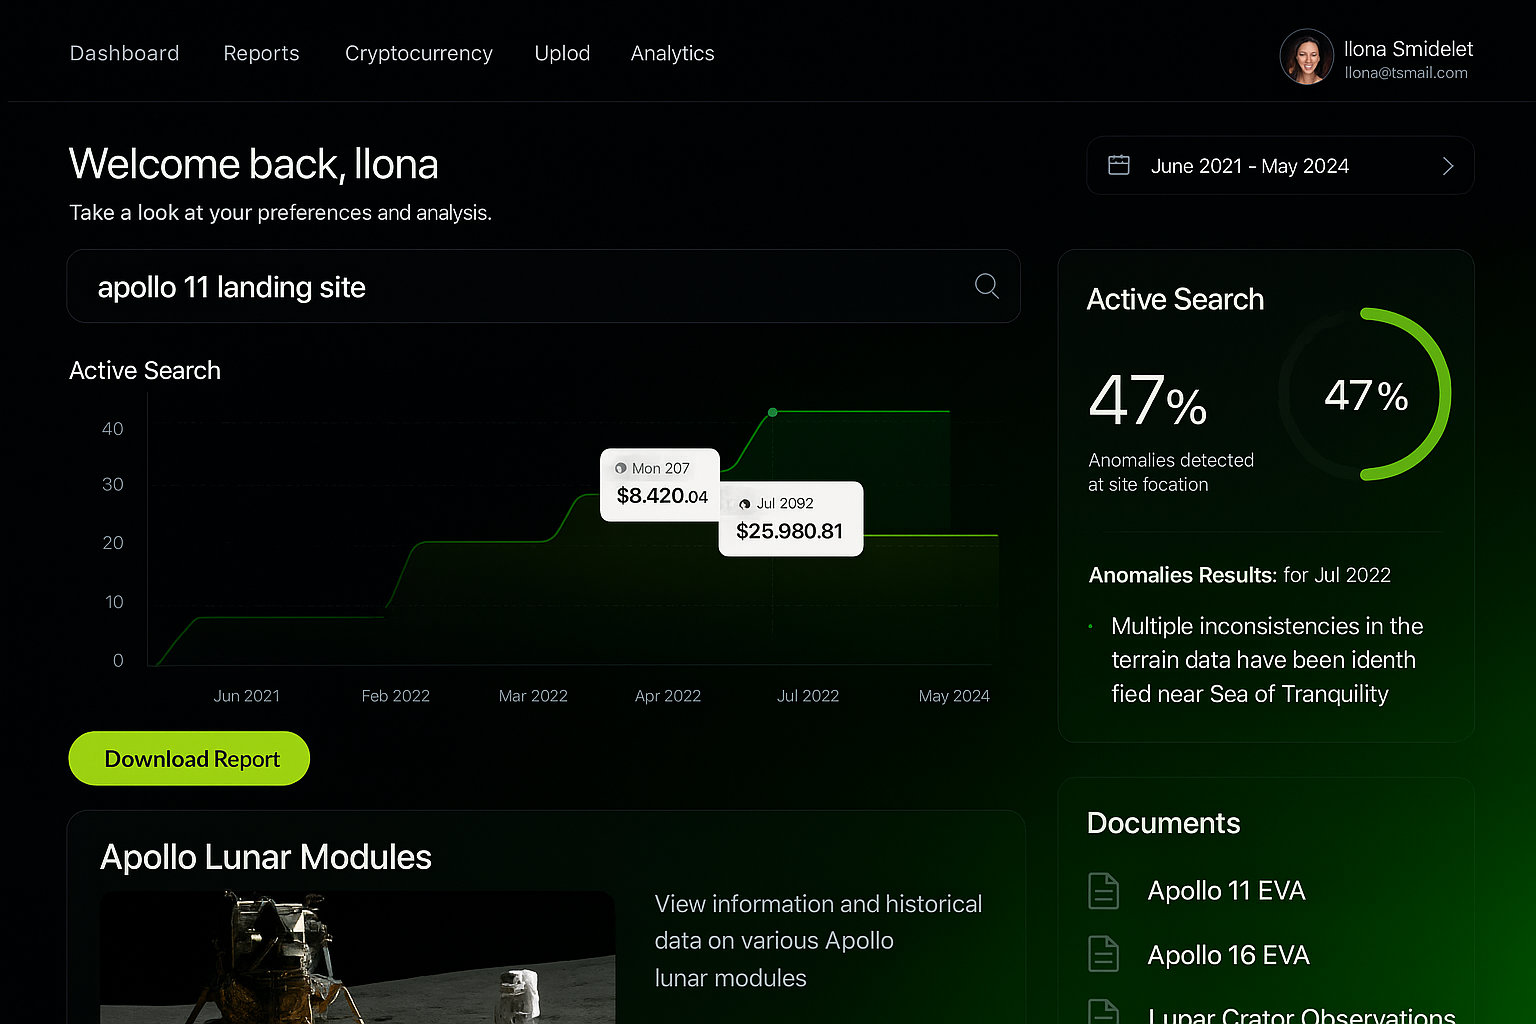 Dashboard
Reports
Cryptocurrency
Uplod
Analytics
Ilona Smidelet
Ilona@tsmail.com
Welcome back, Ilona
Take a look at your preferences and analysis.
June 2021 - May 2024
apollo 11 landing site
Active Search
40
30
20
10
0
Mon 207
$8.420.04
Jul 2092
$25.980.81
Jun 2021
Feb 2022
Mar 2022
Apr 2022
Jul 2022
May 2024
Download Report
Active Search
47%
47%
Anomalies detected
at site focation
Anomalies Results: for Jul 2022
Multiple inconsistencies in the
terrain data have been identh
fied near Sea of Tranquility
Apollo Lunar Modules
View information and historical
data on various Apollo
lunar modules
Documents
Apollo 11 EVA
Apollo 16 EVA
Lunar Crator Observations